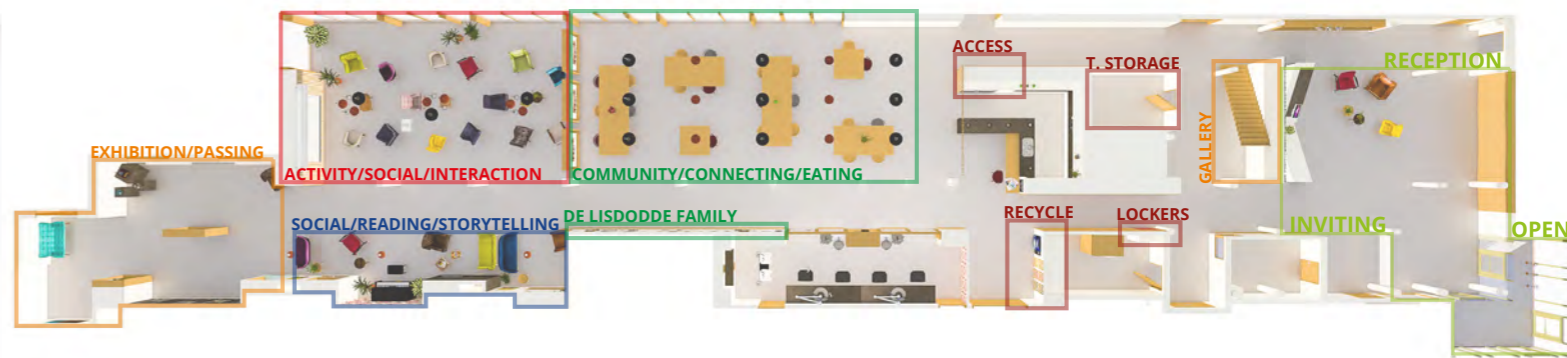 ACCESS
T. STORAGE
RECEPTION
EXHIBITION/PASSING
GALLERY
ACTIVITY/SOCIAL/INTERACTION
COMMUNITY/CONNECTING/EATING
SOCIAL/READING/STORYTELLING
DE LISDODDE FAMILY
RECYCLE
LOCKERS
INVITING
OPEN